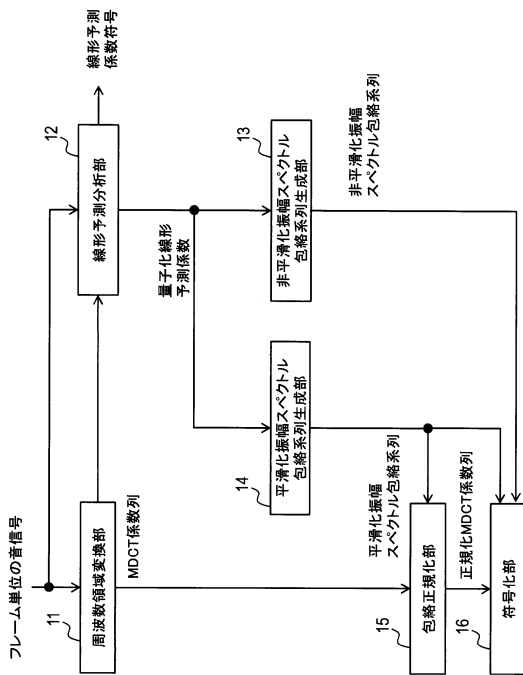 フレーム単位の音信号
11
周波数領域変換部
12
線形予測分析部
線形予測
係数符号
MDCT係数列
量子化線形
予測係数
13
非平滑化振幅スペクトル
包絡系列生成部
14
平滑化振幅スペクトル
包絡系列生成部
非平滑化振幅
スペクトル包絡系列
平滑化振幅
スペクトル包絡系列
15
包絡正規化部
正規化MDCT係数列
16
符号化部